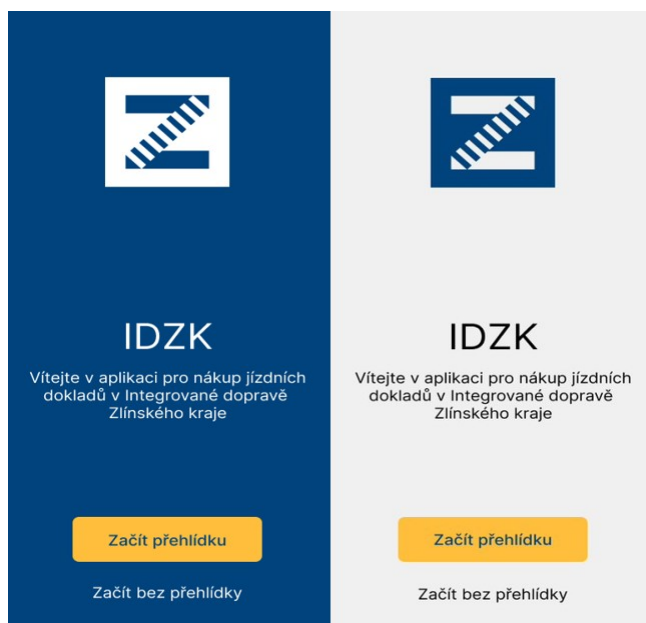 IDZK
Vítejte v aplikaci pro nákup jízdních
dokladů v Integrované dopravě
Zlínského kraje
Začít přehlídku
Začít bez přehlídky
IDZK
Vítejte v aplikaci pro nákup jízdních
dokladů v Integrované dopravě
Zlínského kraje
Začít přehlídku
Začít bez přehlídky